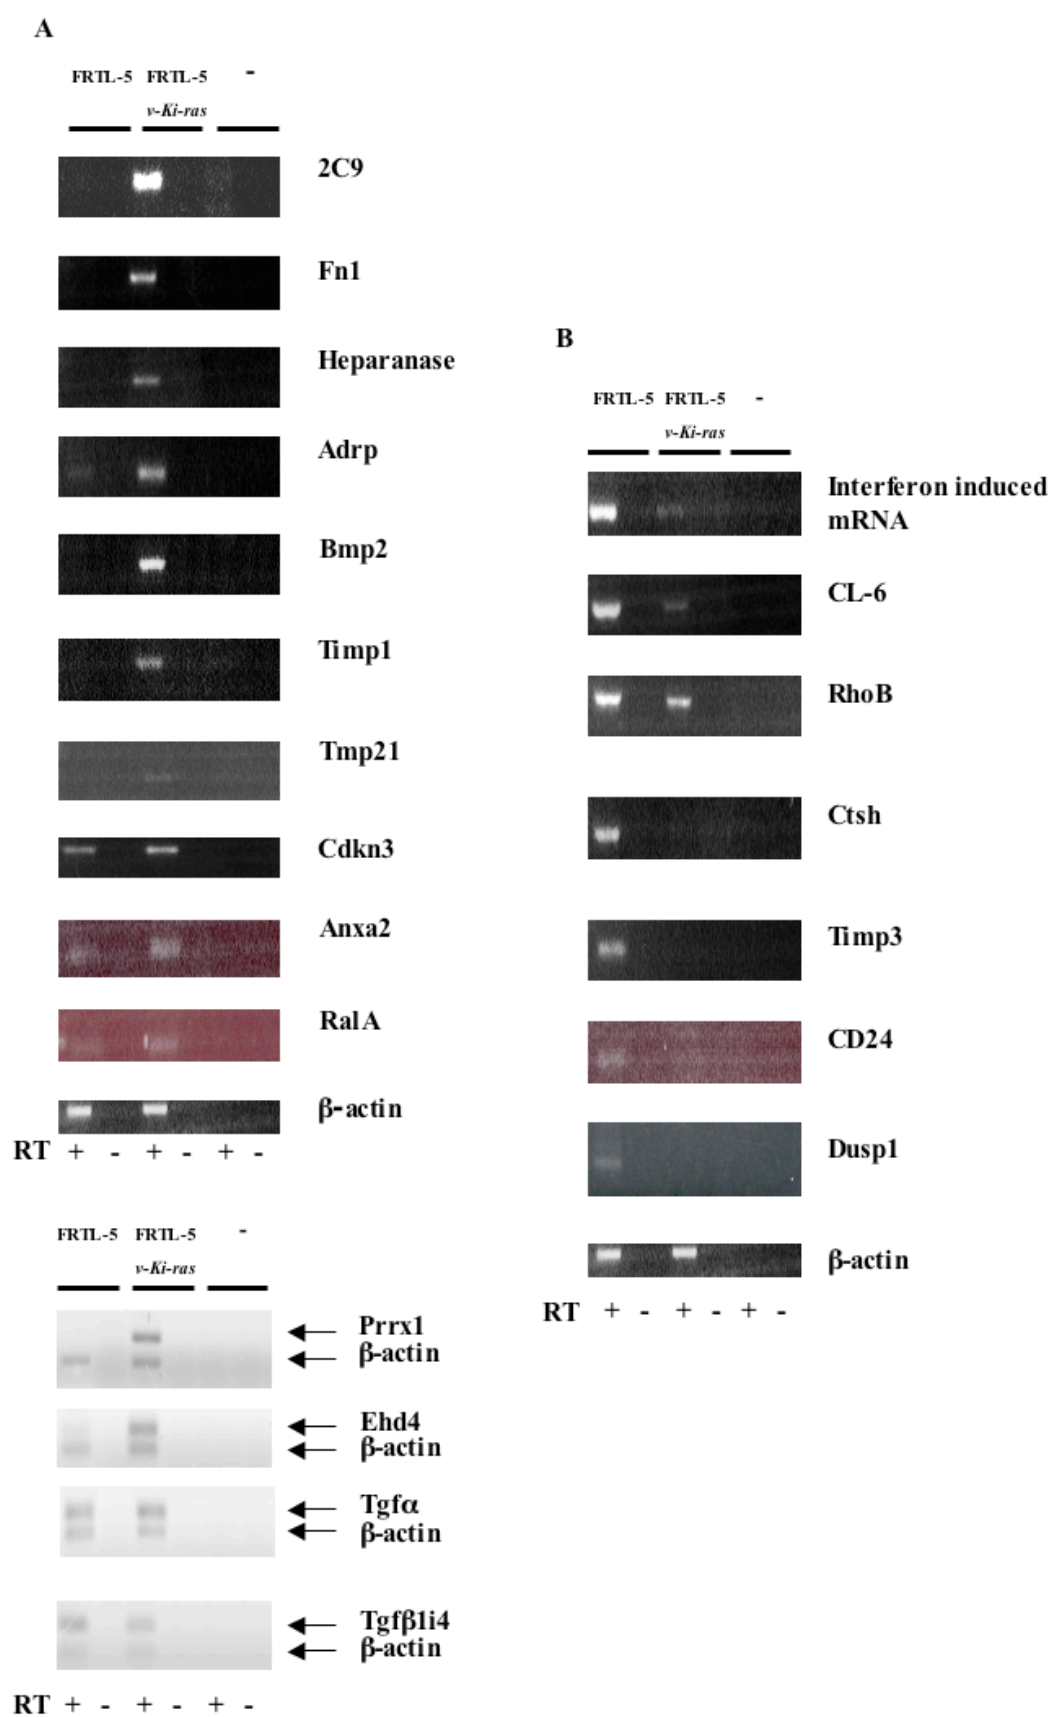 A
FRTL-5 FRTL-5 -
v-Ki-ras
2C9
Fn1
Heparanase
Adrp
Bmp2
Timp1
Tmp21
Cdkn3
Anxa2
RalA
β-actin
RT + - + - + -
FRTL-5 FRTL-5 -
v-Ki-ras
Prrx1
β-actin
Ehd4
β-actin
Tgfα
β-actin
Tgfβ1i4
β-actin
RT + - + - + -
B
FRTL-5 FRTL-5 -
v-Ki-ras
Interferon induced
mRNA
CL-6
RhoB
Ctsh
Timp3
CD24
Dusp1
β-actin
RT + - + - + -